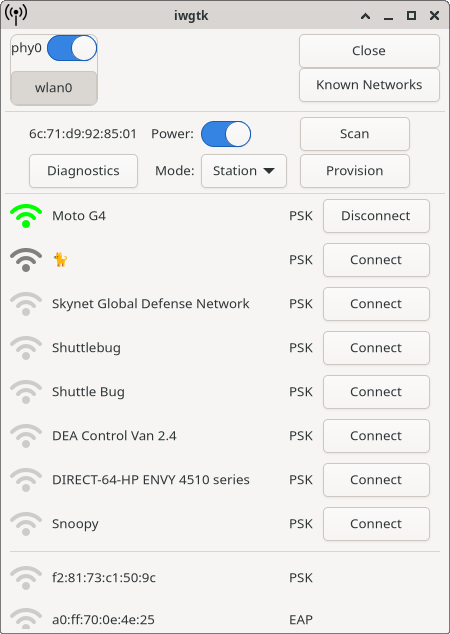 iwgtk
phy0 Close
wlan0 Known Networks
6c:71:d9:92:85:01 Power: Scan
Diagnostics Mode: Station Provision
Moto G4 PSK Disconnect
🐈 PSK Connect
Skynet Global Defense Network PSK Connect
Shuttlebug PSK Connect
Shuttle Bug PSK Connect
DEA Control Van 2.4 PSK Connect
DIRECT-64-HP ENVY 4510 series PSK Connect
Snoopy PSK Connect
f2:81:73:c1:50:9c PSK
a0:ff:70:0e:4e:25 EAP